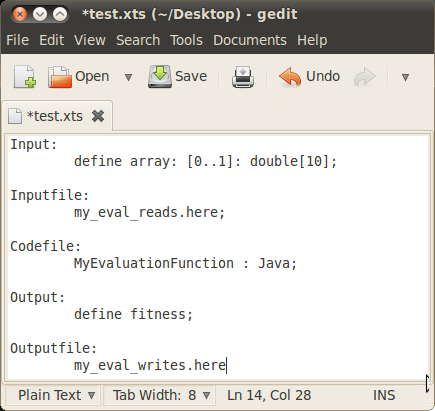 *test.xts (~/Desktop) - gedit
File Edit View Search Tools Documents Help
Open Save Undo
*test.xts
Input:
define array: [0..1]: double[10];
Inputfile:
my_eval_reads.here;
Codefile:
MyEvaluationFunction : Java;
Output:
define fitness;
Outputfile:
my_eval_writes.here
Plain Text Tab Width: 8 Ln 14, Col 28 INS